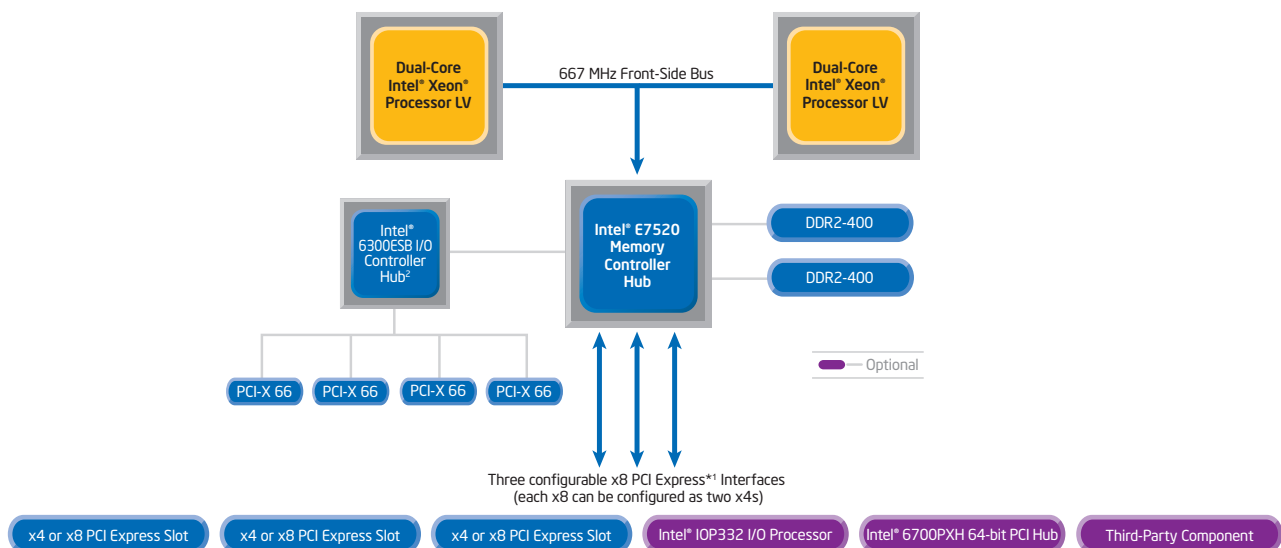 Dual-Core
Intel® Xeon®
Processor LV
667 MHz Front-Side Bus
Dual-Core
Intel® Xeon®
Processor LV
Intel®
6300ESB I/O
Controller
Hub²
Intel® E7520
Memory
Controller
Hub
DDR2-400
DDR2-400
PCI-X 66
PCI-X 66
PCI-X 66
PCI-X 66
Optional
Three configurable x8 PCI Express*¹ Interfaces
(each x8 can be configured as two x4s)
x4 or x8 PCI Express Slot
x4 or x8 PCI Express Slot
x4 or x8 PCI Express Slot
Intel® IOP332 I/O Processor
Intel® 6700PXH 64-bit PCI Hub
Third-Party Component